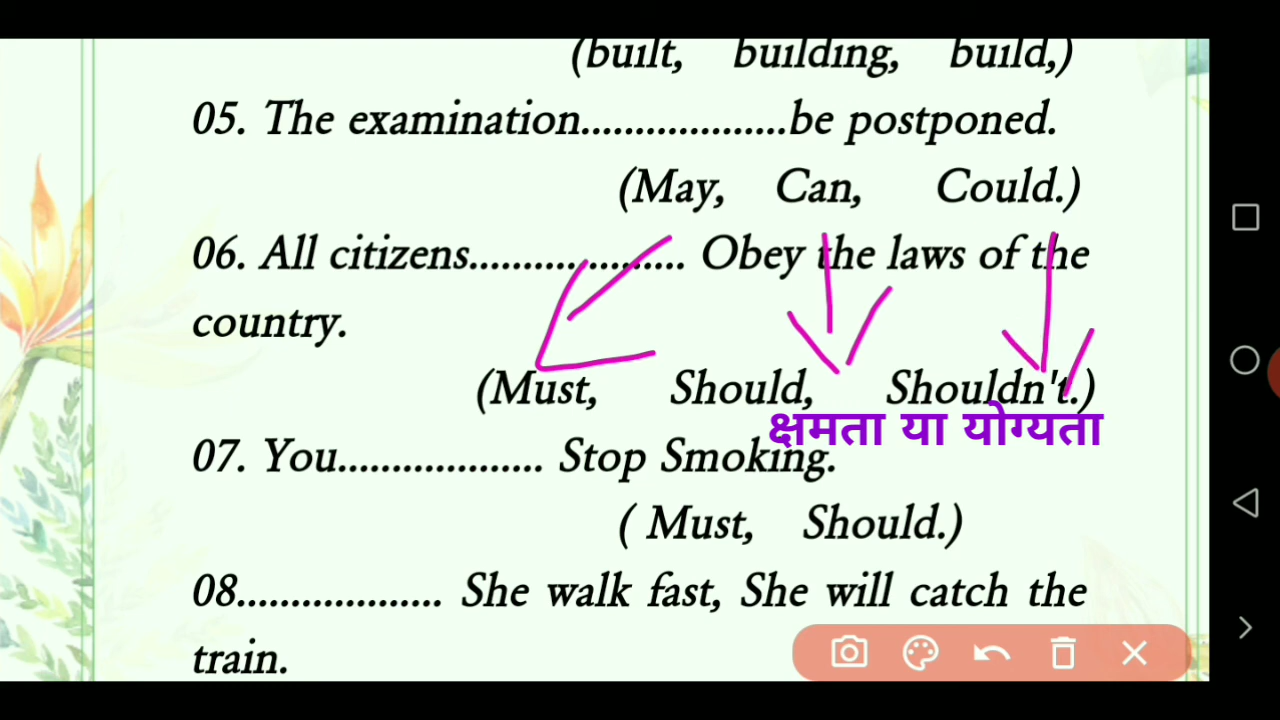 (built, building, build,)
05. The examination...................be postponed.
(May, Can, Could.)
06. All citizens.................... Obey the laws of the
country.
(Must, Should, Shouldn't.)
क्षमता या योग्यता
07. You................... Stop Smoking.
( Must, Should.)
08................... She walk fast, She will catch the
train.